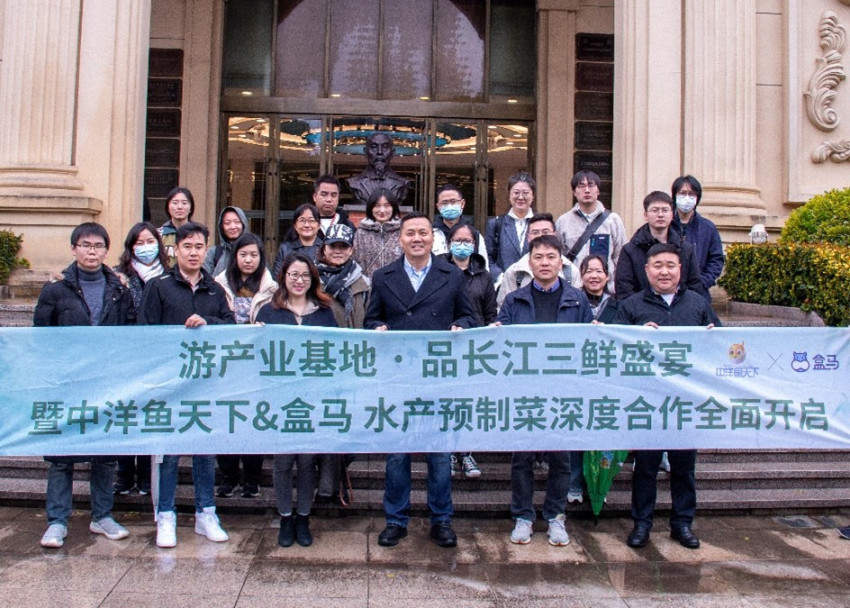 游产业基地·品长江三鲜盛宴
中洋鱼天下 × 盒马
暨中洋鱼天下&盒马 水产预制菜深度合作全面开启